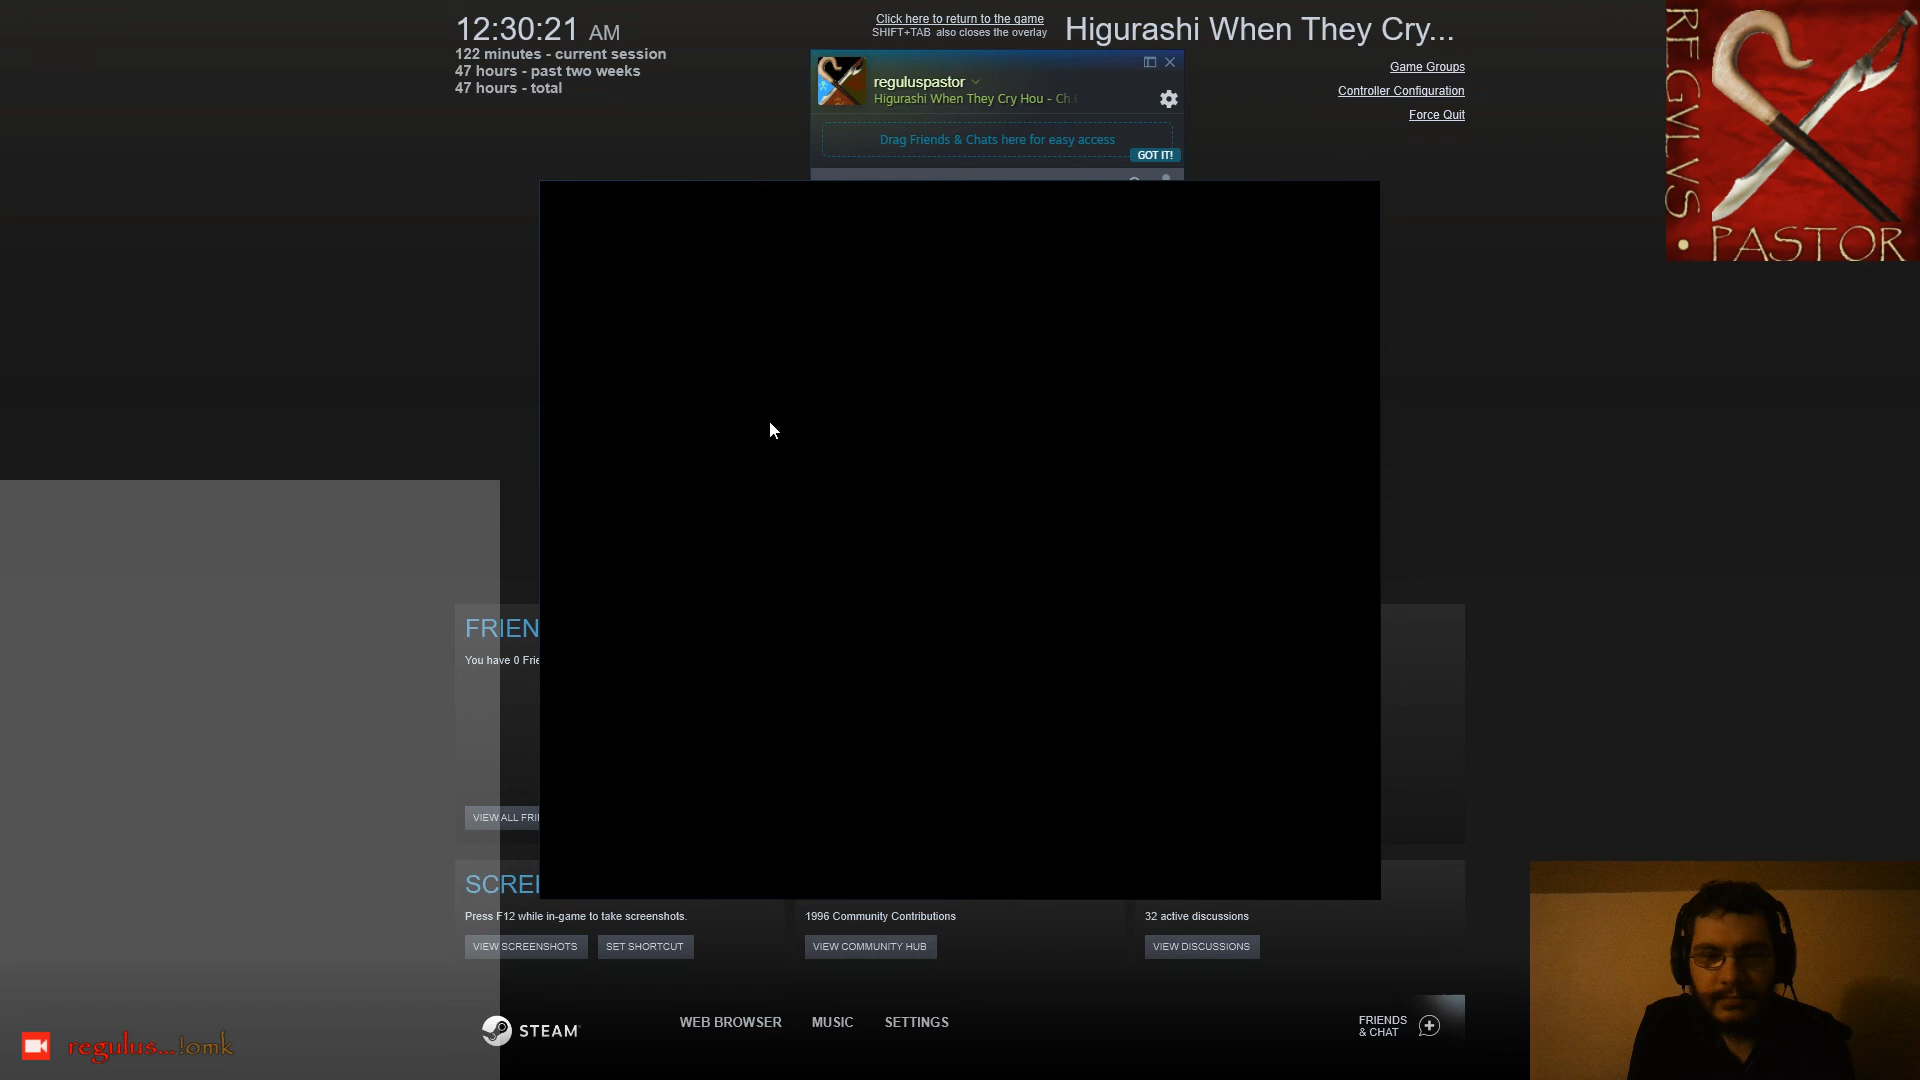 12:30:21 AM
122 minutes - current session
47 hours - past two weeks
47 hours - total
Click here to return to the game
SHIFT+TAB also closes the overlay
Higurashi When They Cry...
Game Groups
Controller Configuration
Force Quit
reguluspastor
Higurashi When They Cry Hou - Ch.
Drag Friends & Chats here for easy access
GOT IT!
REGVLVS
• PASTOR
FRIEN
You have 0 Frie
VIEW ALL FRI
SCREE
Press F12 while in-game to take screenshots.
VIEW SCREENSHOTS
SET SHORTCUT
1996 Community Contributions
VIEW COMMUNITY HUB
32 active discussions
VIEW DISCUSSIONS
STEAM
WEB BROWSER
MUSIC
SETTINGS
FRIENDS
& CHAT
regulus...!omk